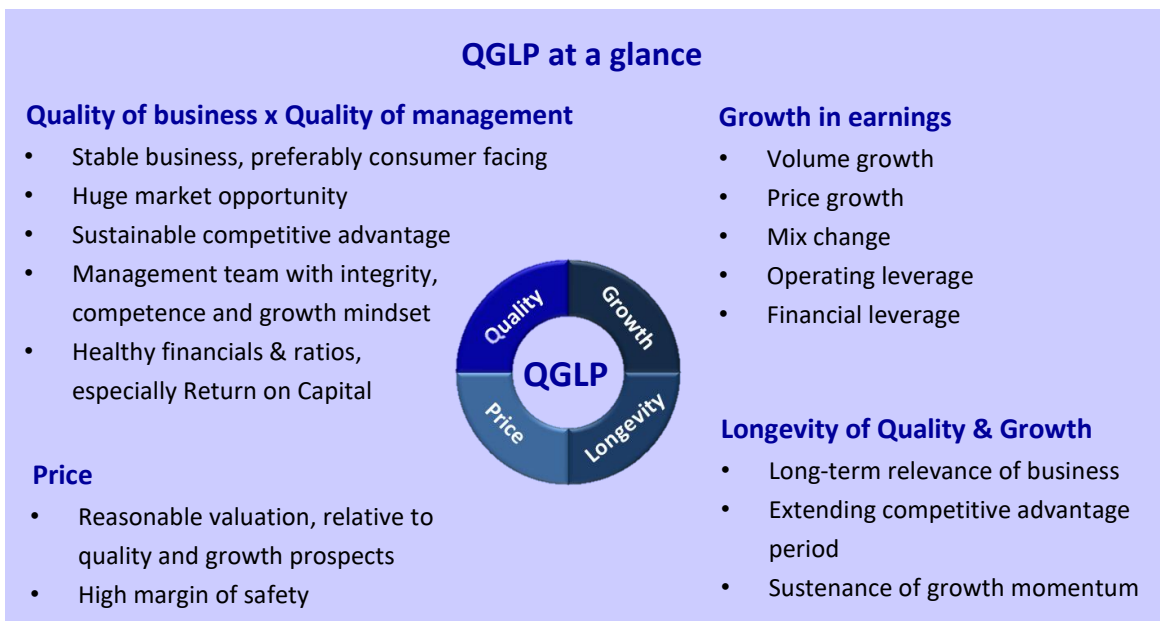 QGLP at a glance
Quality of business x Quality of management
• Stable business, preferably consumer facing
• Huge market opportunity
• Sustainable competitive advantage
• Management team with integrity,
competence and growth mindset
• Healthy financials & ratios,
especially Return on Capital
Growth in earnings
• Volume growth
• Price growth
• Mix change
• Operating leverage
• Financial leverage
Quality
Growth
QGLP
Price
Longevity
Price
• Reasonable valuation, relative to
quality and growth prospects
• High margin of safety
Longevity of Quality & Growth
• Long-term relevance of business
• Extending competitive advantage
period
• Sustenance of growth momentum